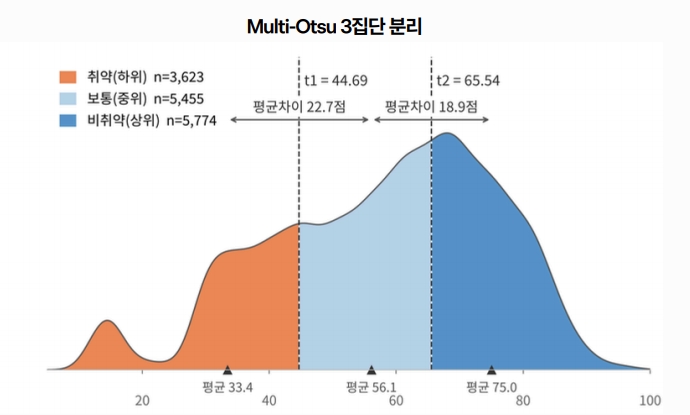 Multi-Otsu 3집단 분리
취약(하위) n=3,623
보통(중위) n=5,455
비취약(상위) n=5,774
t1 = 44.69
t2 = 65.54
평균차이 22.7점
평균차이 18.9점
평균 33.4
평균 56.1
평균 75.0
20 40 60 80 100